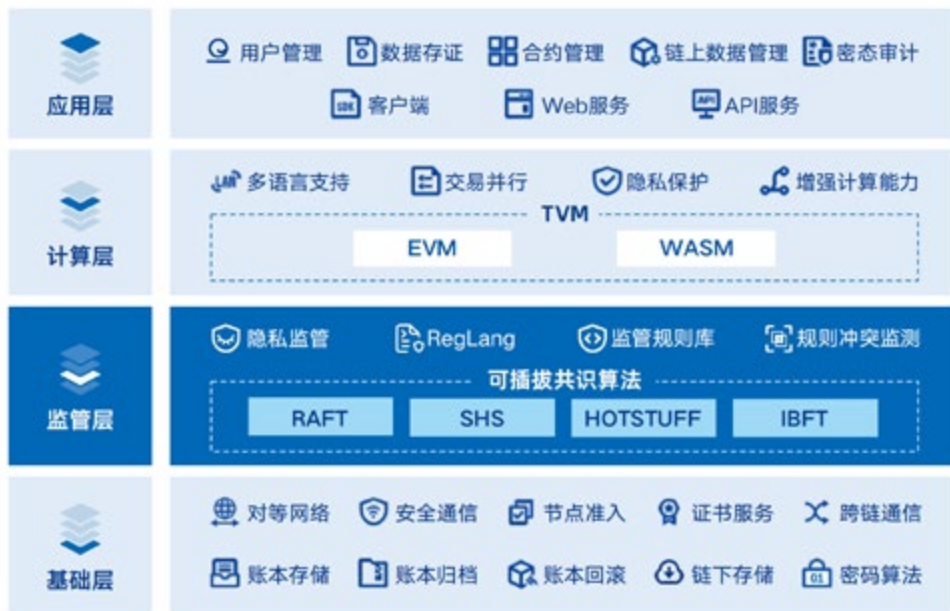 应用层
用户管理 数据存证 合约管理 链上数据管理 密态审计
SDK 客户端 Web服务 API API服务
计算层
LAN 多语言支持 交易并行 隐私保护 增强计算能力
TVM
EVM WASM
监管层
隐私监管 RegLang 监管规则库 规则冲突监测
可插拔共识算法
RAFT SHS HOTSTUFF IBFT
基础层
对等网络 安全通信 节点准入 证书服务 跨链通信
账本存储 账本归档 账本回滚 链下存储 01 密码算法